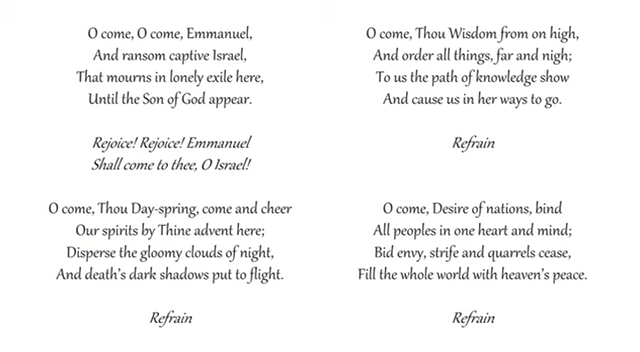 O come, O come, Emmanuel,
And ransom captive Israel,
That mourns in lonely exile here,
Until the Son of God appear.
Rejoice! Rejoice! Emmanuel
Shall come to thee, O Israel!
O come, Thou Day-spring, come and cheer
Our spirits by Thine advent here;
Disperse the gloomy clouds of night,
And death's dark shadows put to flight.
Refrain
O come, Thou Wisdom from on high,
And order all things, far and nigh;
To us the path of knowledge show
And cause us in her ways to go.
Refrain
O come, Desire of nations, bind
All peoples in one heart and mind;
Bid envy, strife and quarrels cease,
Fill the whole world with heaven's peace.
Refrain